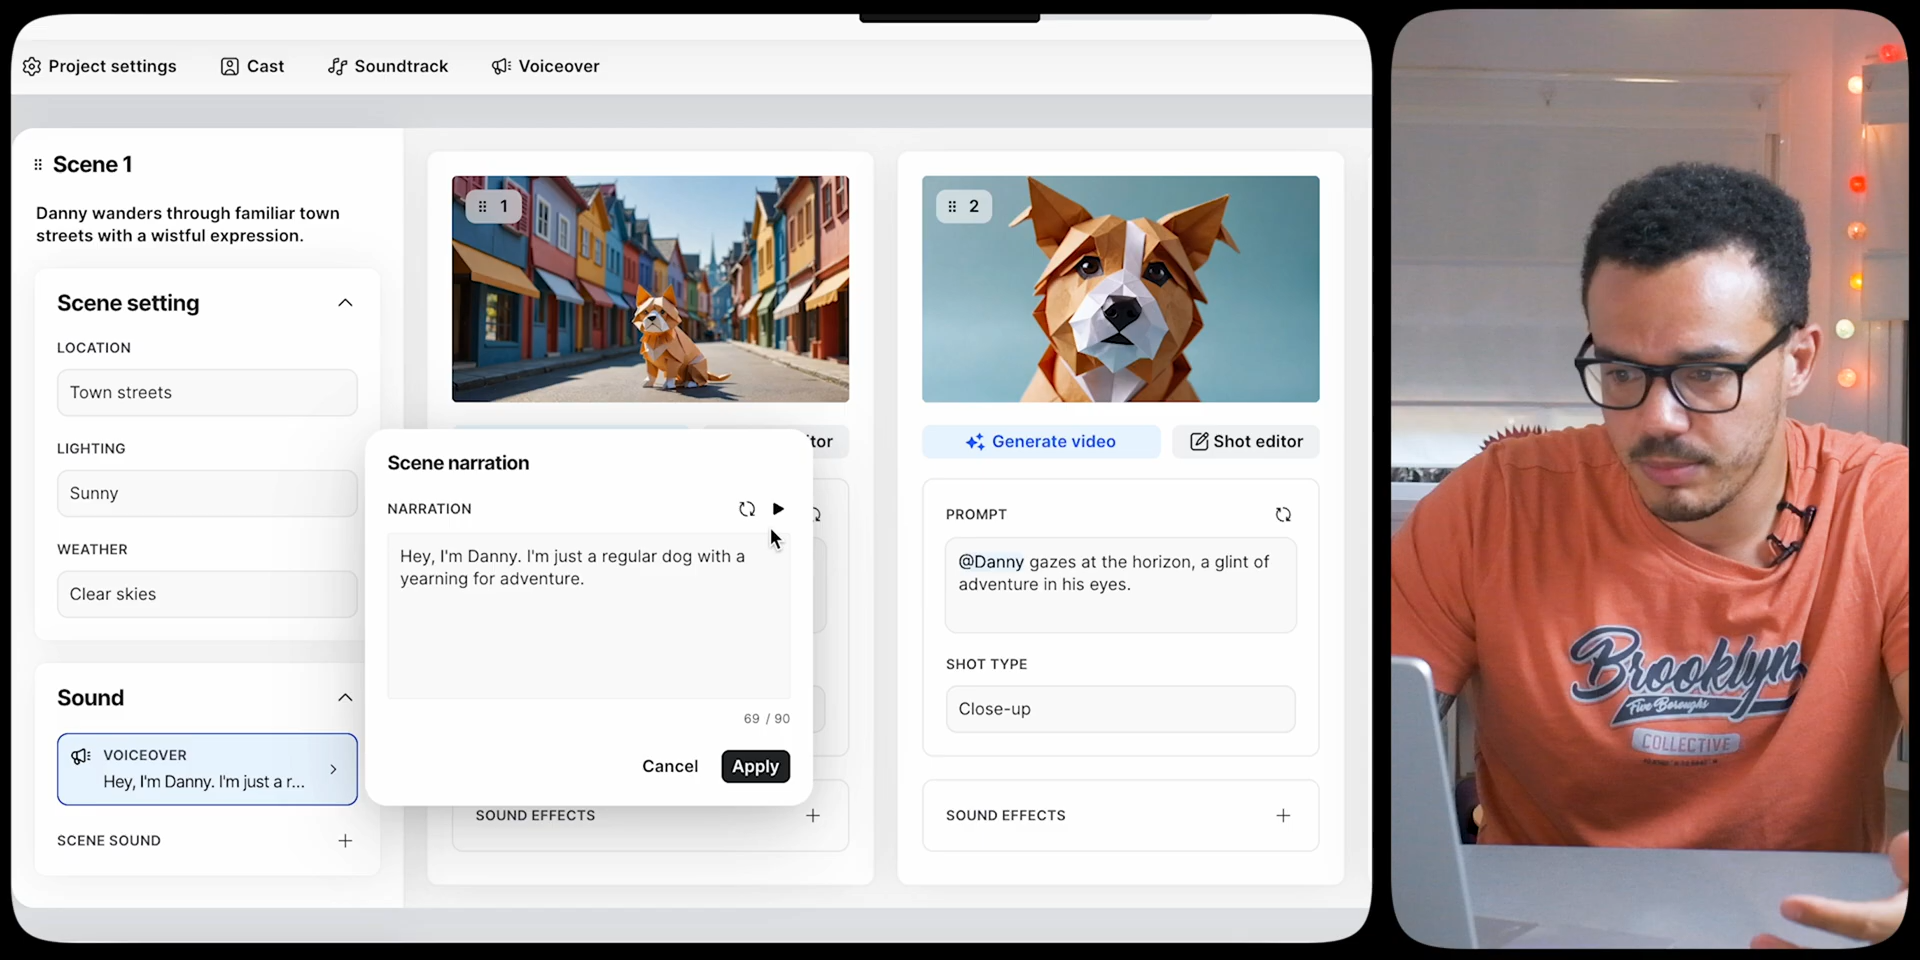 Project settings
Cast
Soundtrack
Voiceover
Scene 1
Danny wanders through familiar town
streets with a wistful expression.
Scene setting
LOCATION
Town streets
LIGHTING
Sunny
WEATHER
Clear skies
Sound
VOICEOVER
Hey, I'm Danny. I'm just a r...
SCENE SOUND
1
tor
Scene narration
NARRATION
Hey, I'm Danny. I'm just a regular dog with a
yearning for adventure.
69 / 90
Cancel
Apply
SOUND EFFECTS
2
Generate video
Shot editor
PROMPT
@Danny gazes at the horizon, a glint of
adventure in his eyes.
SHOT TYPE
Close-up
SOUND EFFECTS
Brooklyn
Five Boroughs
COLLECTIVE